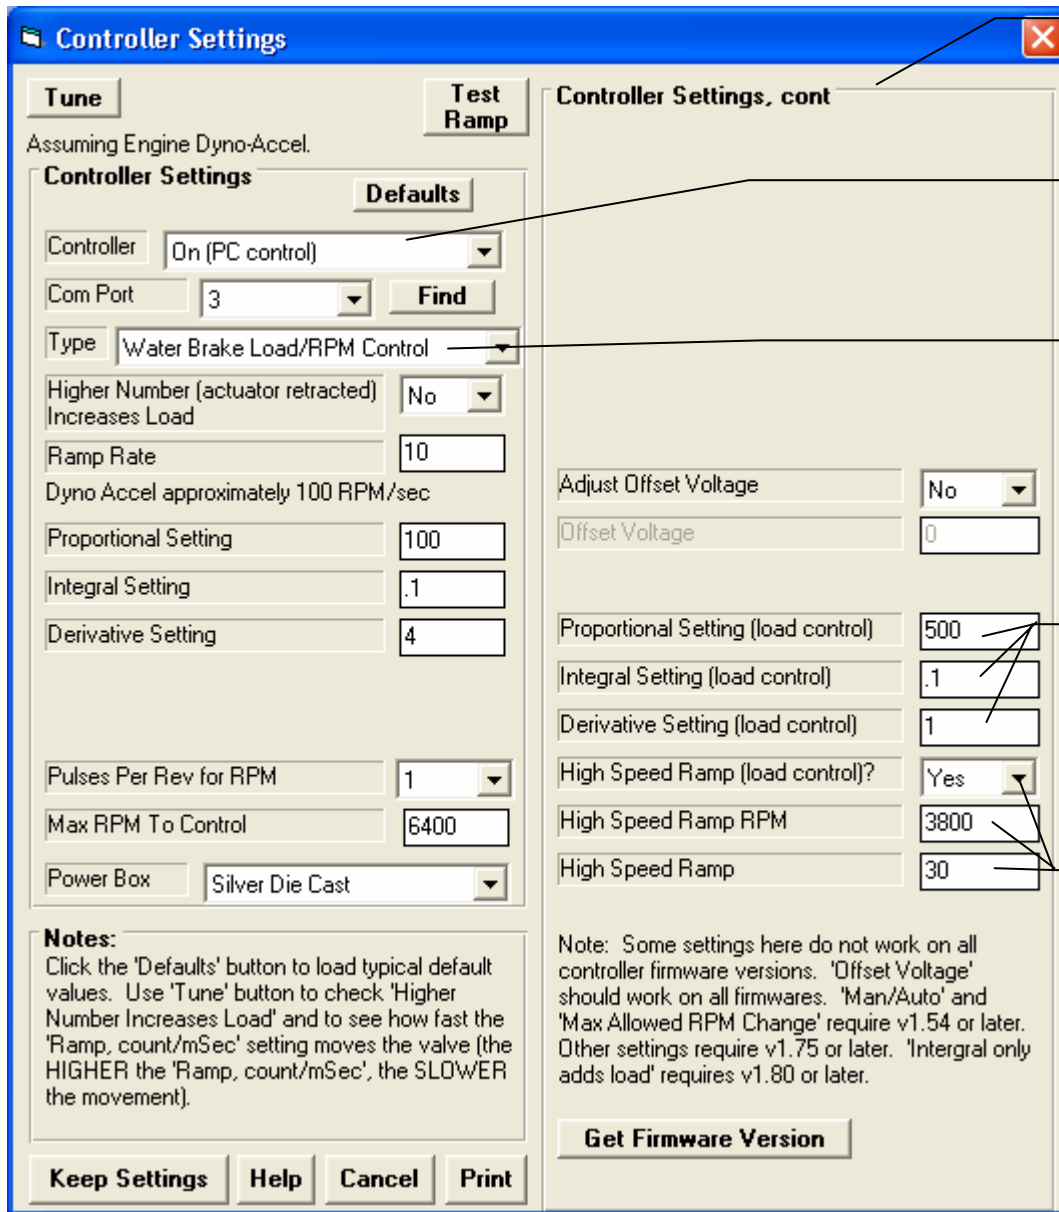 Controller Settings
Tune
Test
Ramp
Assuming Engine Dyno-Accel.
Controller Settings
Defaults
Controller On (PC control)
Com Port 3 Find
Type Water Brake Load/RPM Control
Higher Number (actuator retracted)
Increases Load No
Ramp Rate 10
Dyno Accel approximately 100 RPM/sec
Proportional Setting 100
Integral Setting .1
Derivative Setting 4
Pulses Per Rev for RPM 1
Max RPM To Control 6400
Power Box Silver Die Cast
Notes:
Click the 'Defaults' button to load typical default
values. Use 'Tune' button to check 'Higher
Number Increases Load' and to see how fast the
'Ramp, count/mSec' setting moves the valve (the
HIGHER the 'Ramp, count/mSec', the SLOWER
the movement).
Keep Settings Help Cancel Print
Controller Settings, cont
Adjust Offset Voltage No
Offset Voltage 0
Proportional Setting (load control) 500
Integral Setting (load control) .1
Derivative Setting (load control) 1
High Speed Ramp (load control)? Yes
High Speed Ramp RPM 3800
High Speed Ramp 30
Note: Some settings here do not work on all
controller firmware versions. 'Offset Voltage'
should work on all firmwares. 'Man/Auto' and
'Max Allowed RPM Change' require v1.54 or later.
Other settings require v1.75 or later. 'Intergral only
adds load' requires v1.80 or later.
Get Firmware Version